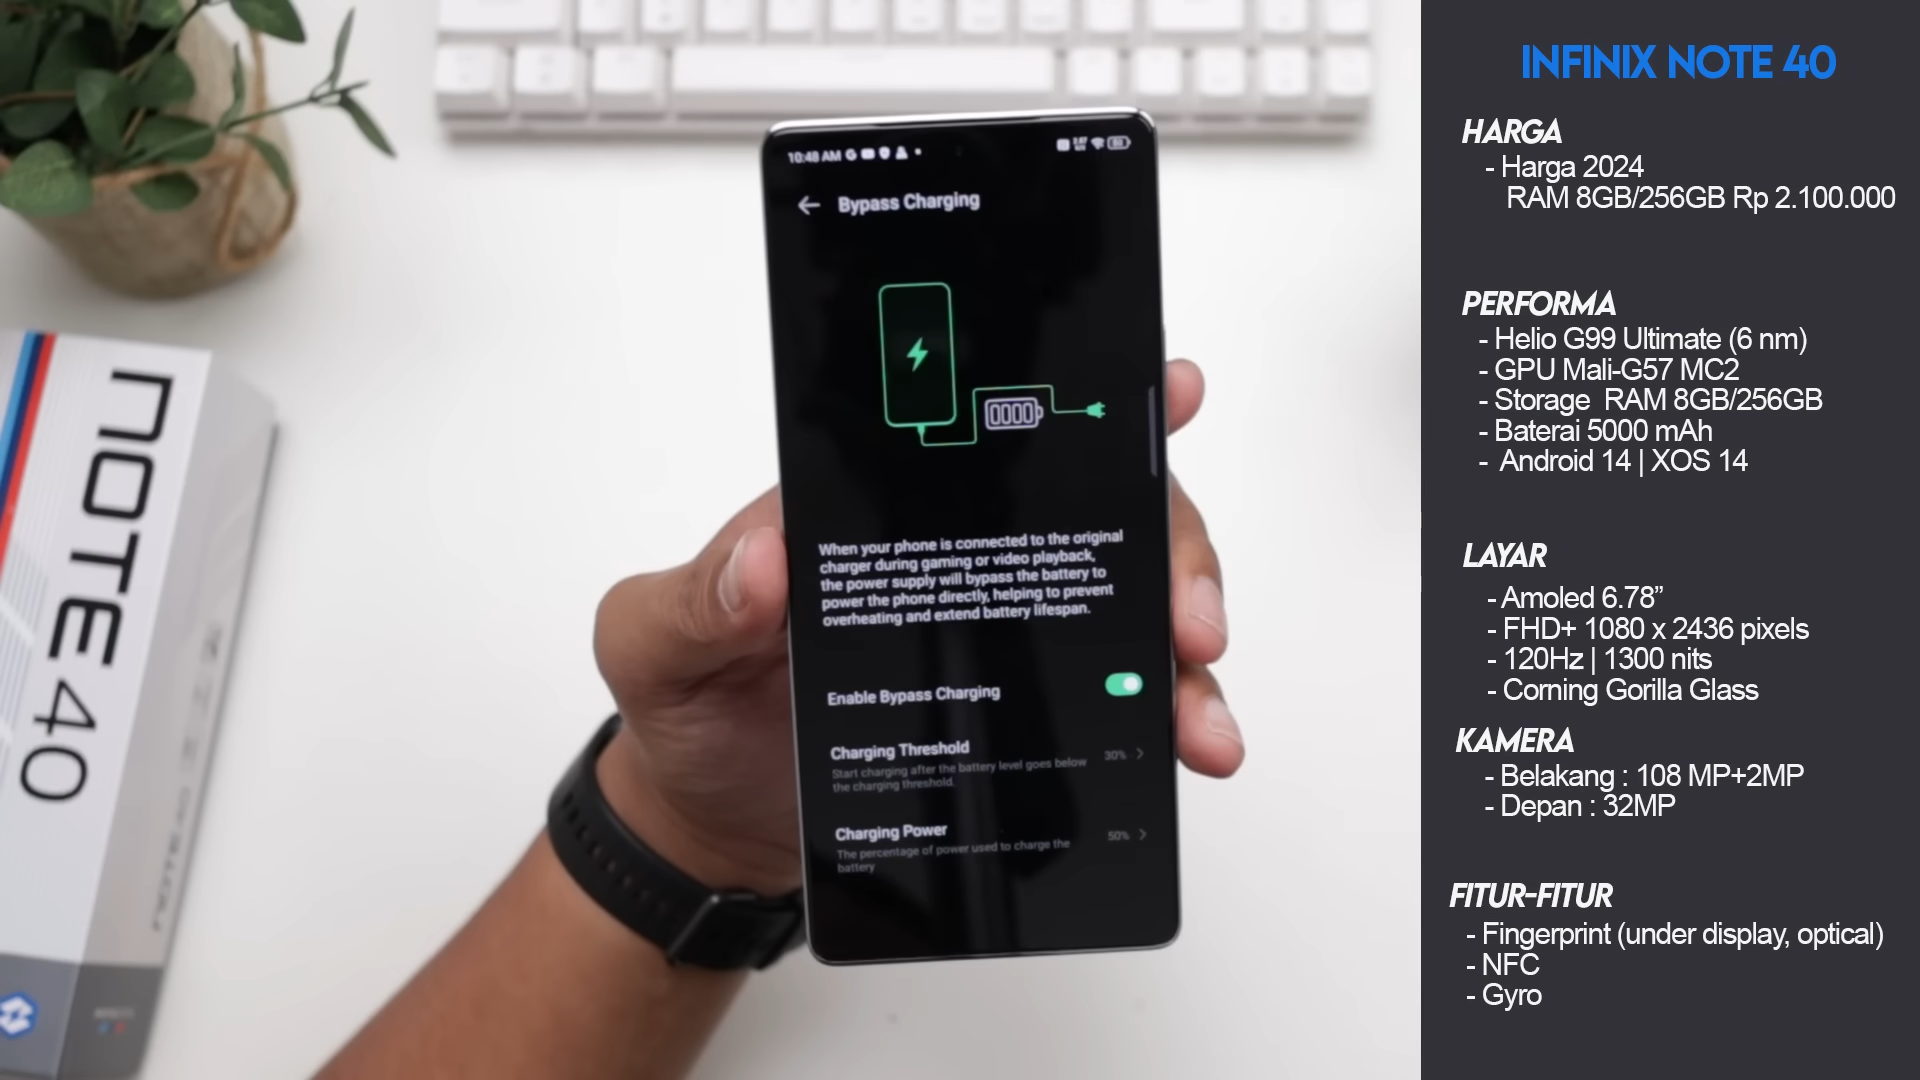 10:48 AM
Bypass Charging
When your phone is connected to the original
charger during gaming or video playback,
the power supply will bypass the battery to
power the phone directly, helping to prevent
overheating and extend battery lifespan.
Enable Bypass Charging
Charging Threshold
Start charging after the battery level goes below
the charging threshold.
30%
Charging Power
The percentage of power used to charge the
battery
50%
NOTE 40
INFINIX NOTE 40
HARGA
- Harga 2024
RAM 8GB/256GB Rp 2.100.000
PERFORMA
- Helio G99 Ultimate (6 nm)
- GPU Mali-G57 MC2
- Storage RAM 8GB/256GB
- Baterai 5000 mAh
- Android 14 | XOS 14
LAYAR
- Amoled 6.78”
- FHD+ 1080 x 2436 pixels
- 120Hz | 1300 nits
- Corning Gorilla Glass
KAMERA
- Belakang : 108 MP+2MP
- Depan : 32MP
FITUR-FITUR
- Fingerprint (under display, optical)
- NFC
- Gyro